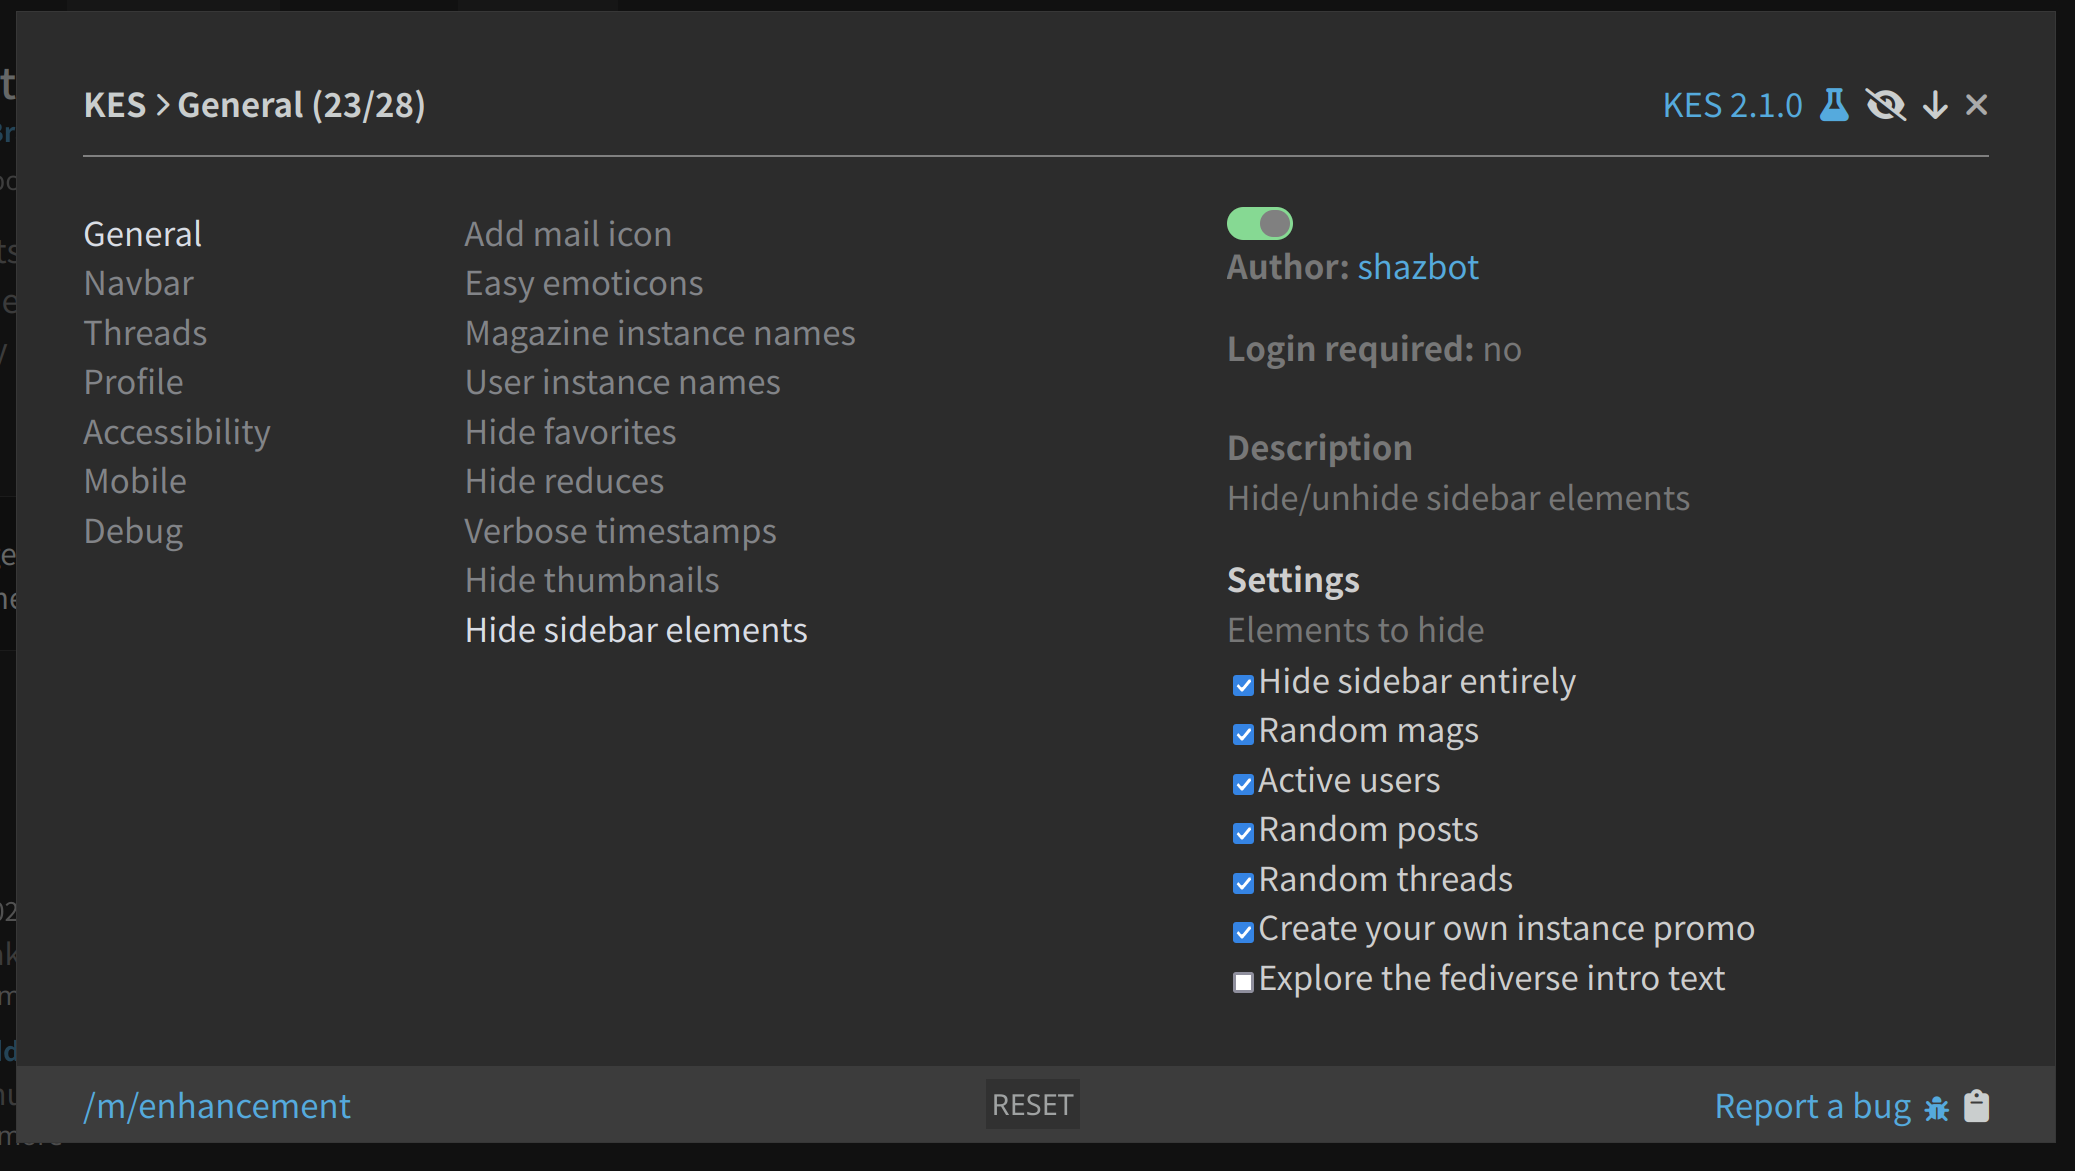 KES > General (23/28)
KES 2.1.0
General
Navbar
Threads
Profile
Accessibility
Mobile
Debug
Add mail icon
Easy emoticons
Magazine instance names
User instance names
Hide favorites
Hide reduces
Verbose timestamps
Hide thumbnails
Hide sidebar elements
Author: shazbot
Login required: no
Description
Hide/unhide sidebar elements
Settings
Elements to hide
Hide sidebar entirely
Random mags
Active users
Random posts
Random threads
Create your own instance promo
Explore the fediverse intro text
/m/enhancement
RESET
Report a bug